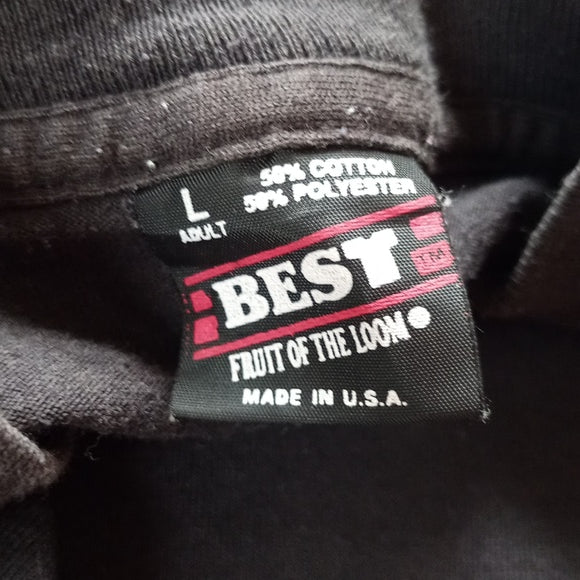 L
ADULT
50% COTTON
50% POLYESTER
BEST
TM
FRUIT OF THE LOOM
MADE IN U.S.A.